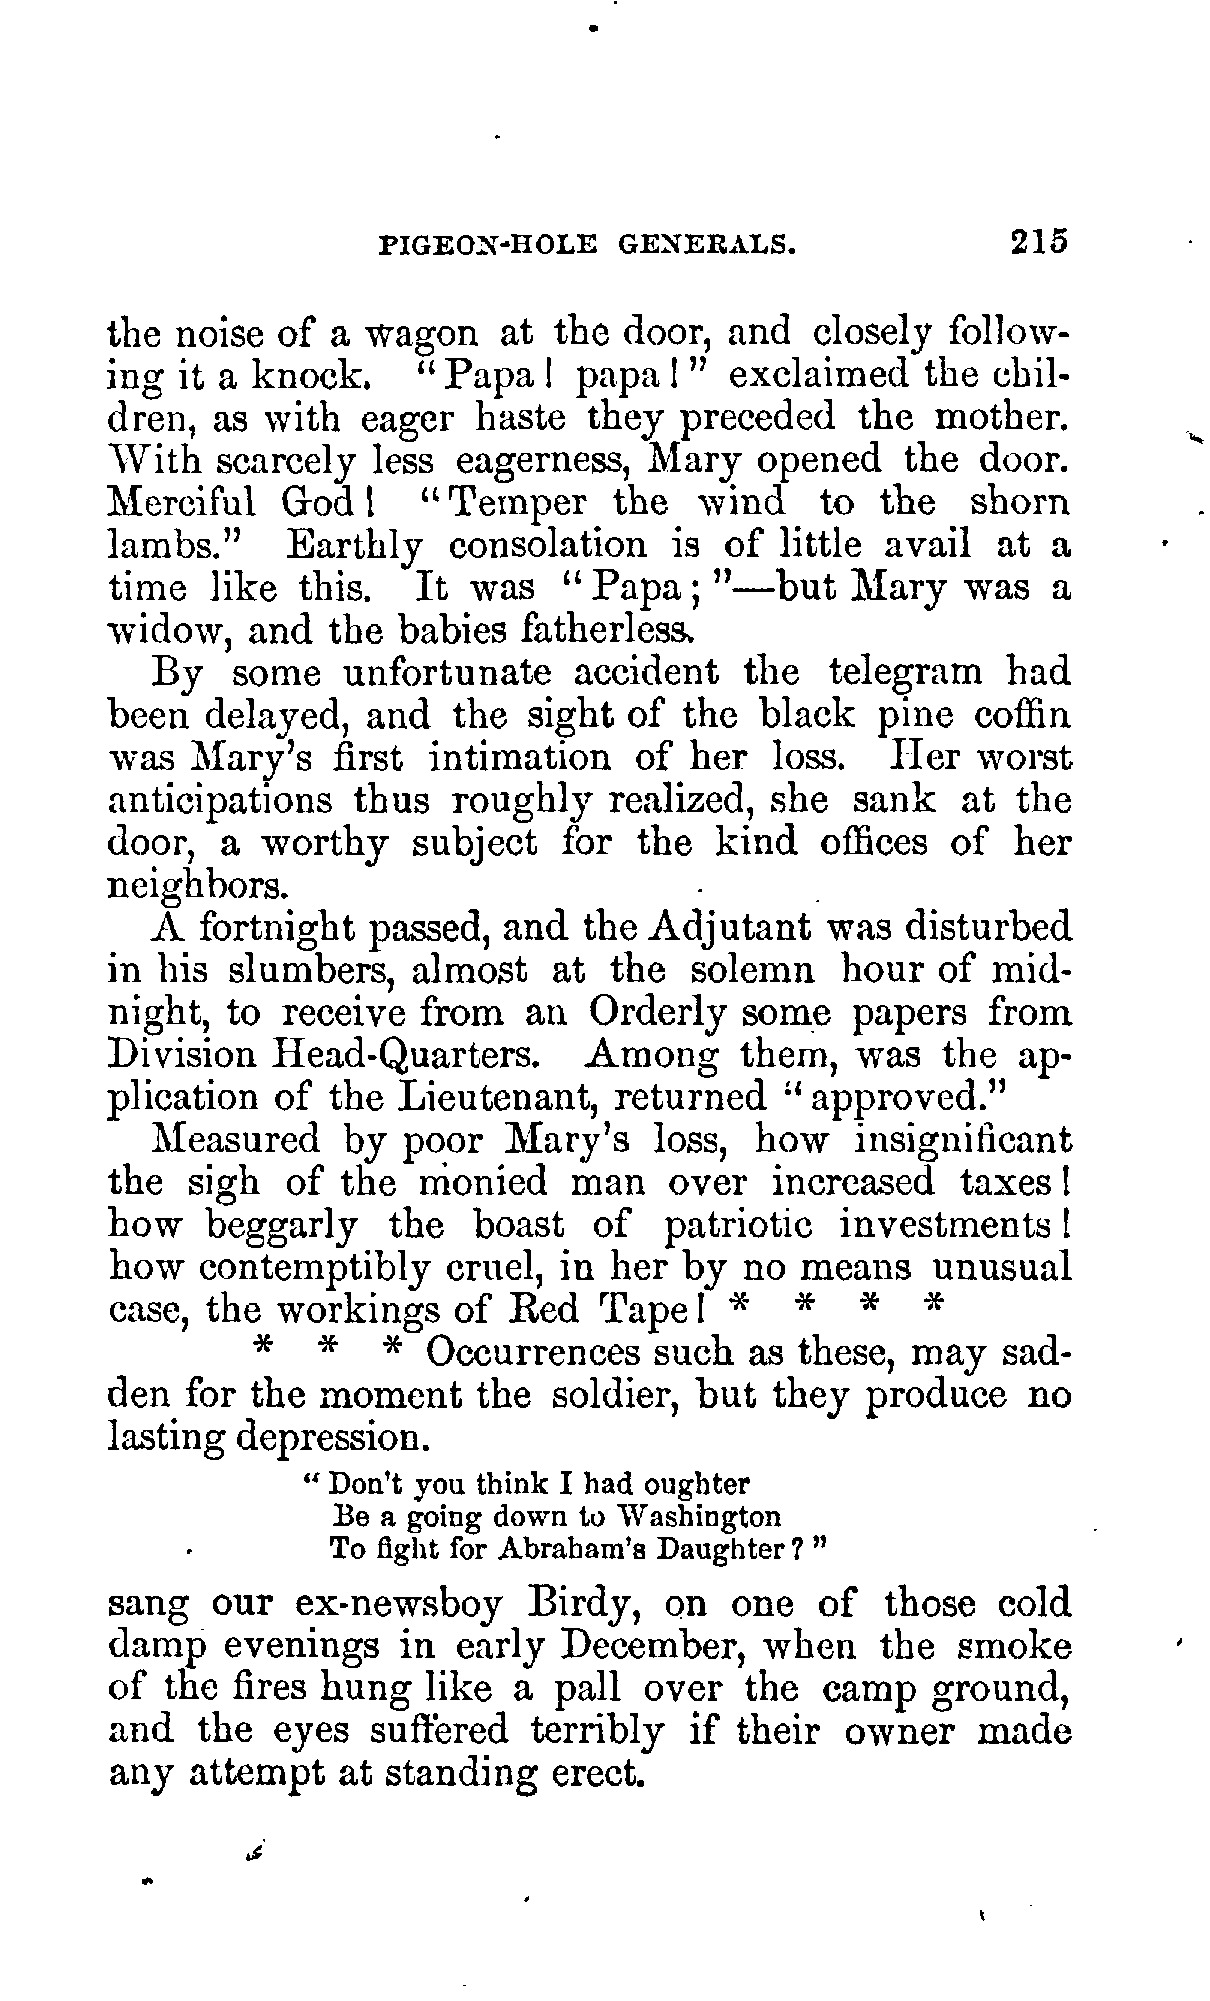 PIGEON-HOLE GENERALS. 215
the noise of a wagon at the door, and closely follow-
ing it a knock. "Papa! papa!" exclaimed the chil-
dren, as with eager haste they preceded the mother.
With scarcely less eagerness, Mary opened the door.
Merciful God! "Temper the wind to the shorn
lambs." Earthly consolation is of little avail at a
time like this. It was "Papa;"—but Mary was a
widow, and the babies fatherless.
By some unfortunate accident the telegram had
been delayed, and the sight of the black pine coffin
was Mary's first intimation of her loss. Her worst
anticipations thus roughly realized, she sank at the
door, a worthy subject for the kind offices of her
neighbors.
A fortnight passed, and the Adjutant was disturbed
in his slumbers, almost at the solemn hour of mid-
night, to receive from an Orderly some papers from
Division Head-Quarters. Among them, was the ap-
plication of the Lieutenant, returned "approved."
Measured by poor Mary's loss, how insignificant
the sigh of the monied man over increased taxes!
how beggarly the boast of patriotic investments!
how contemptibly cruel, in her by no means unusual
case, the workings of Red Tape! * * * *
* * * Occurrences such as these, may sad-
den for the moment the soldier, but they produce no
lasting depression.
"Don't you think I had oughter
Be a going down to Washington
To fight for Abraham's Daughter?"
sang our ex-newsboy Birdy, on one of those cold
damp evenings in early December, when the smoke
of the fires hung like a pall over the camp ground,
and the eyes suffered terribly if their owner made
any attempt at standing erect.